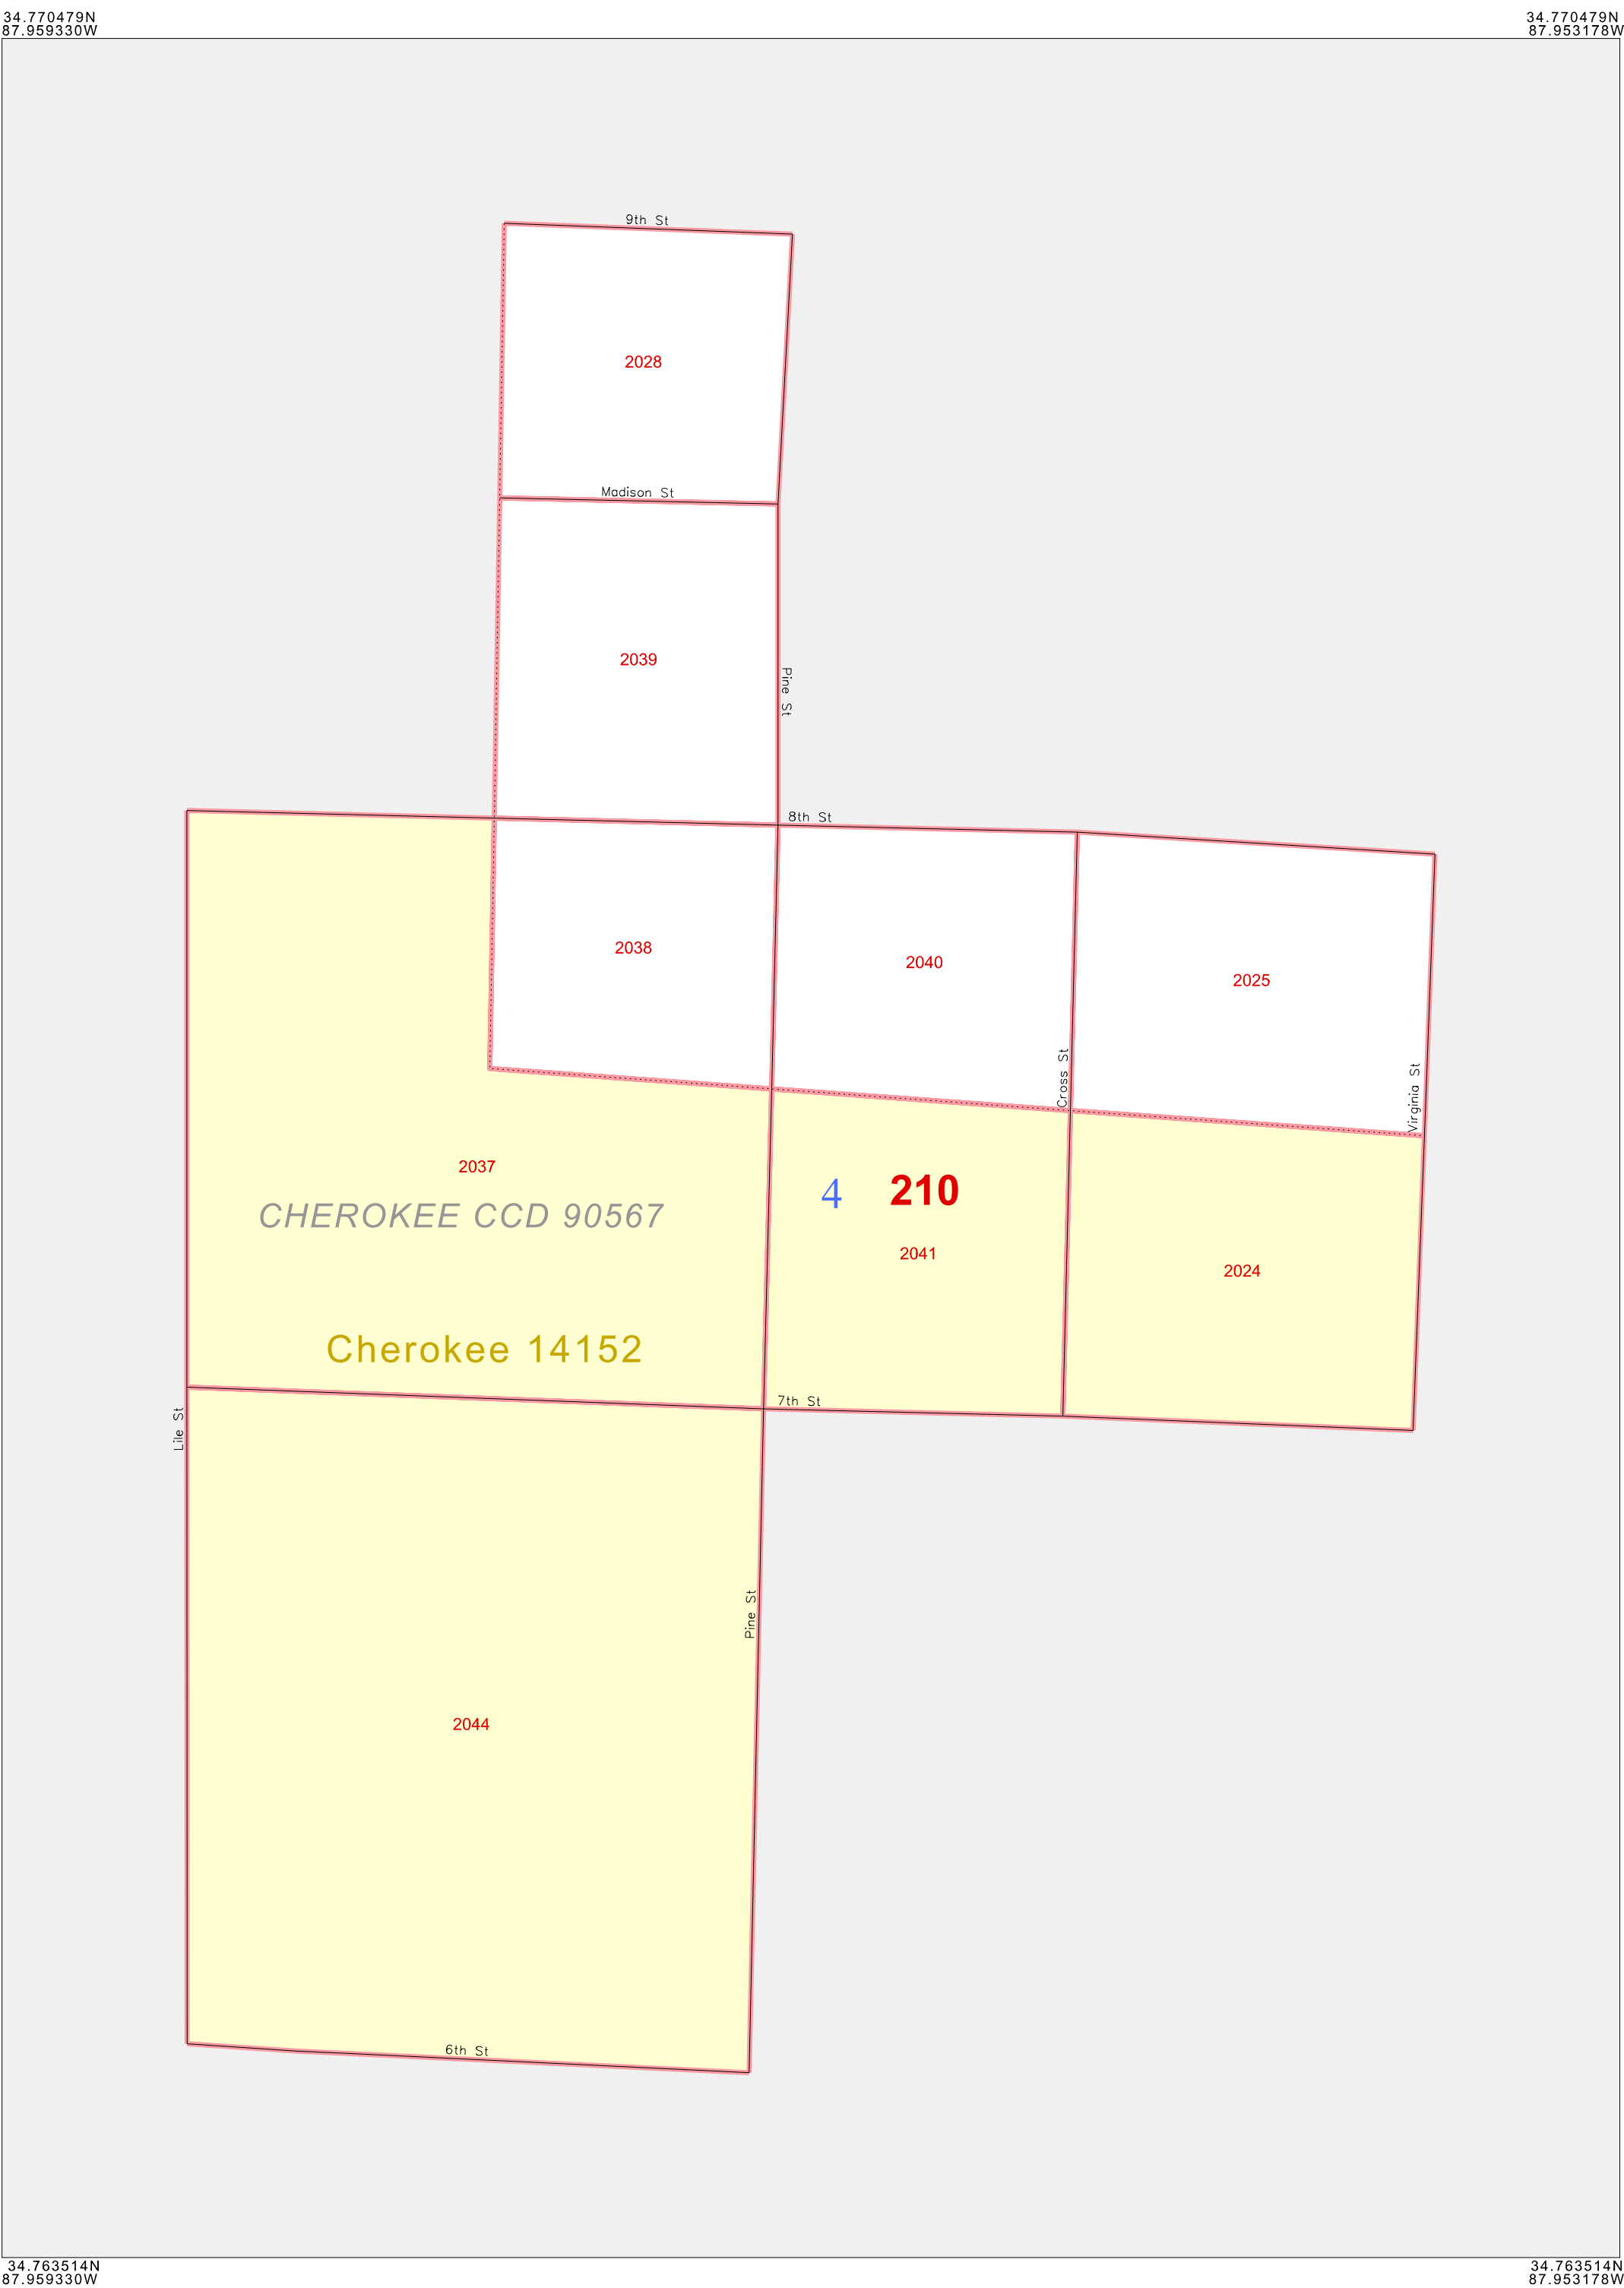 34.770479N
87.959330W
34.770479N
87.953178W
9th St
2028
Madison St
2039
Pine St
8th St
2038
2040
2025
Cross St
Virginia St
2037
4
210
CHEROKEE CCD 90567
2041
2024
Cherokee 14152
7th St
Lile St
Pine St
2044
6th St
34.763514N
87.959330W
34.763514N
87.953178W